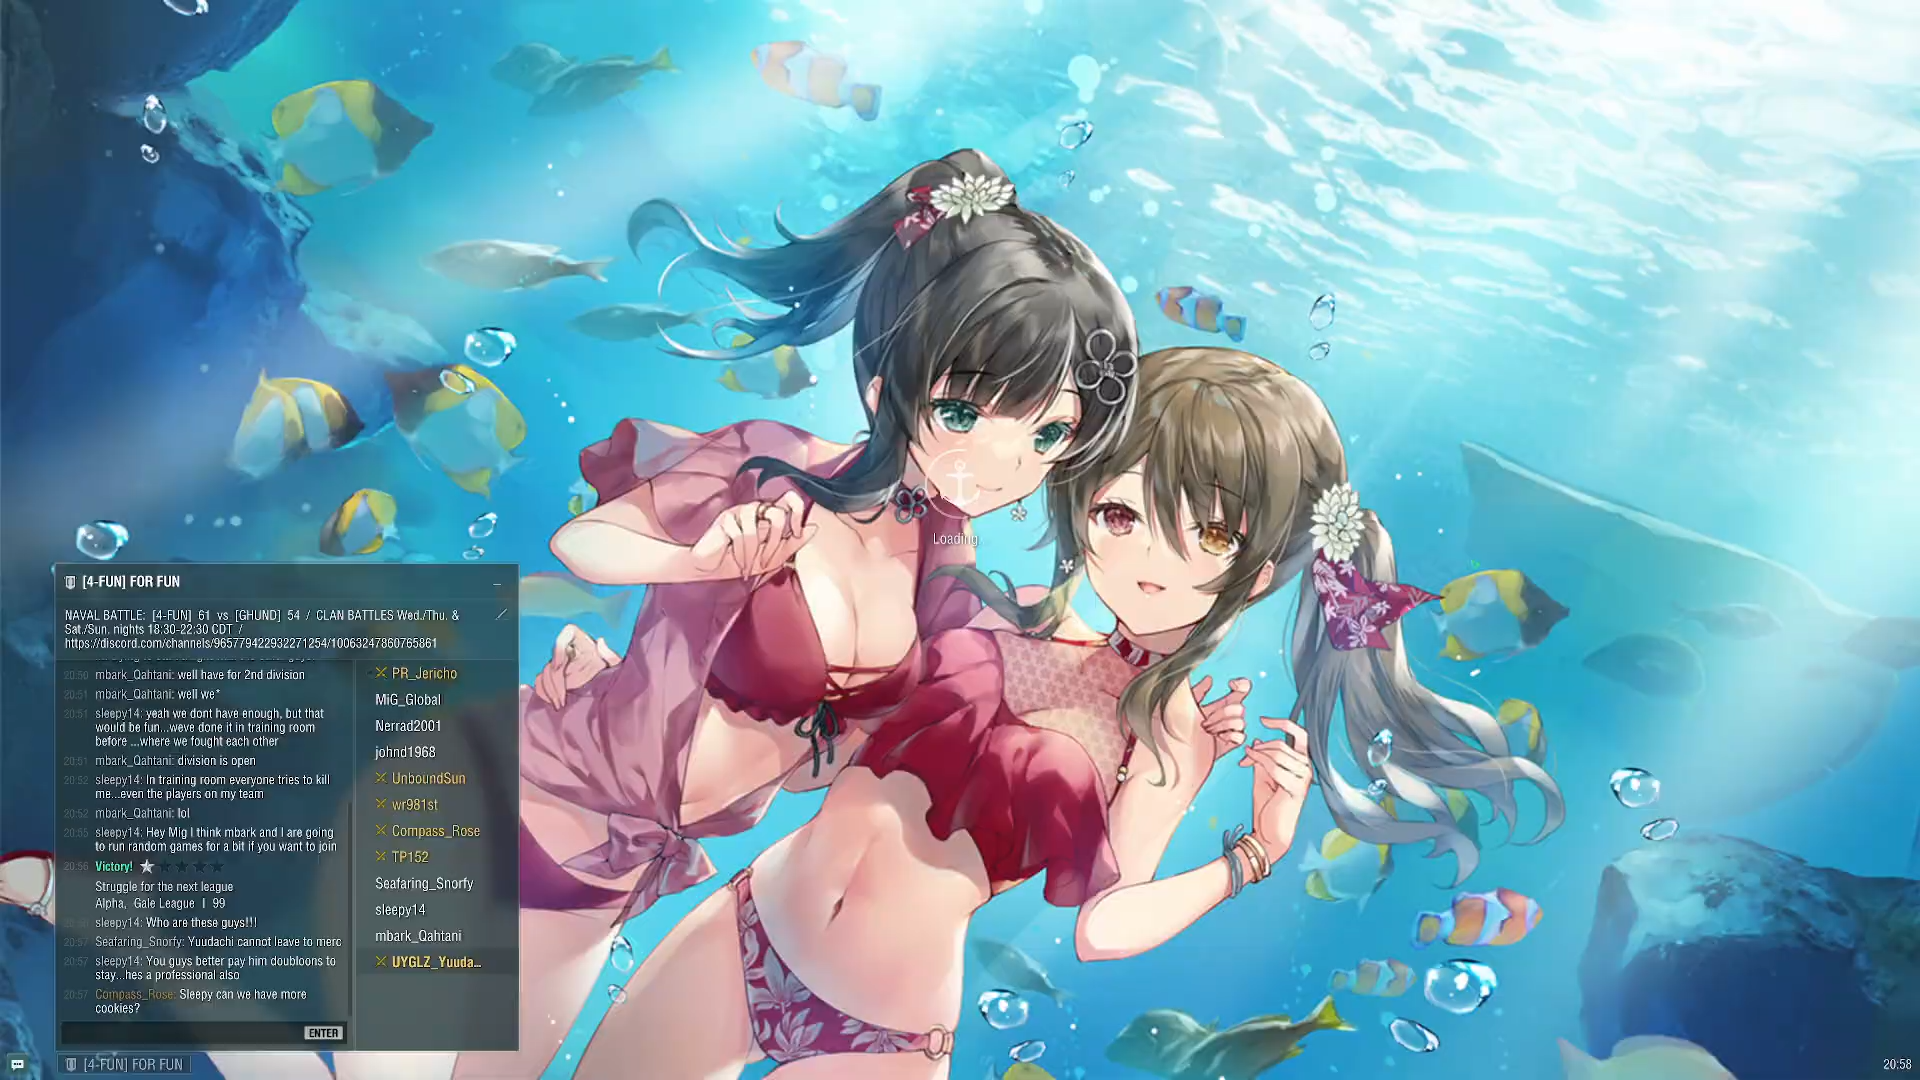 Loading
[4-FUN] FOR FUN
NAVAL BATTLE: [4-FUN] 61 vs [GHUND] 54 / CLAN BATTLES Wed./Thu. &
Sat./Sun. nights 18:30-22:30 CDT /
https://discord.com/channels/965779422932271254/10063247860765861
20:50 mbark_Qahtani: well have for 2nd division
20:51 mbark_Qahtani: well we*
20:51 sleepy14: yeah we dont have enough, but that
would be fun...weve done it in training room
before ...where we fought each other
20:51 mbark_Qahtani: division is open
20:52 sleepy14: In training room everyone tries to kill
me...even the players on my team
20:52 mbark_Qahtani: lol
20:55 sleepy14: Hey Mig I think mbark and I are going
to run random games for a bit if you want to join
20:56 Victory!
Struggle for the next league
Alpha, Gale League I 99
sleepy14: Who are these guys!!!
20:57 Seafaring_Snorfy: Yuudachi cannot leave to merc
20:57 sleepy14: You guys better pay him doubloons to
stay...hes a professional also
20:57 Compass_Rose: Sleepy can we have more
cookies?
ENTER
PR_Jericho
MiG_Global
Nerrad2001
johnd1968
UnboundSun
wr981st
Compass_Rose
TP152
Seafaring_Snorfy
sleepy14
mbark_Qahtani
UYGLZ_Yuuda...
[4-FUN] FOR FUN
20:58